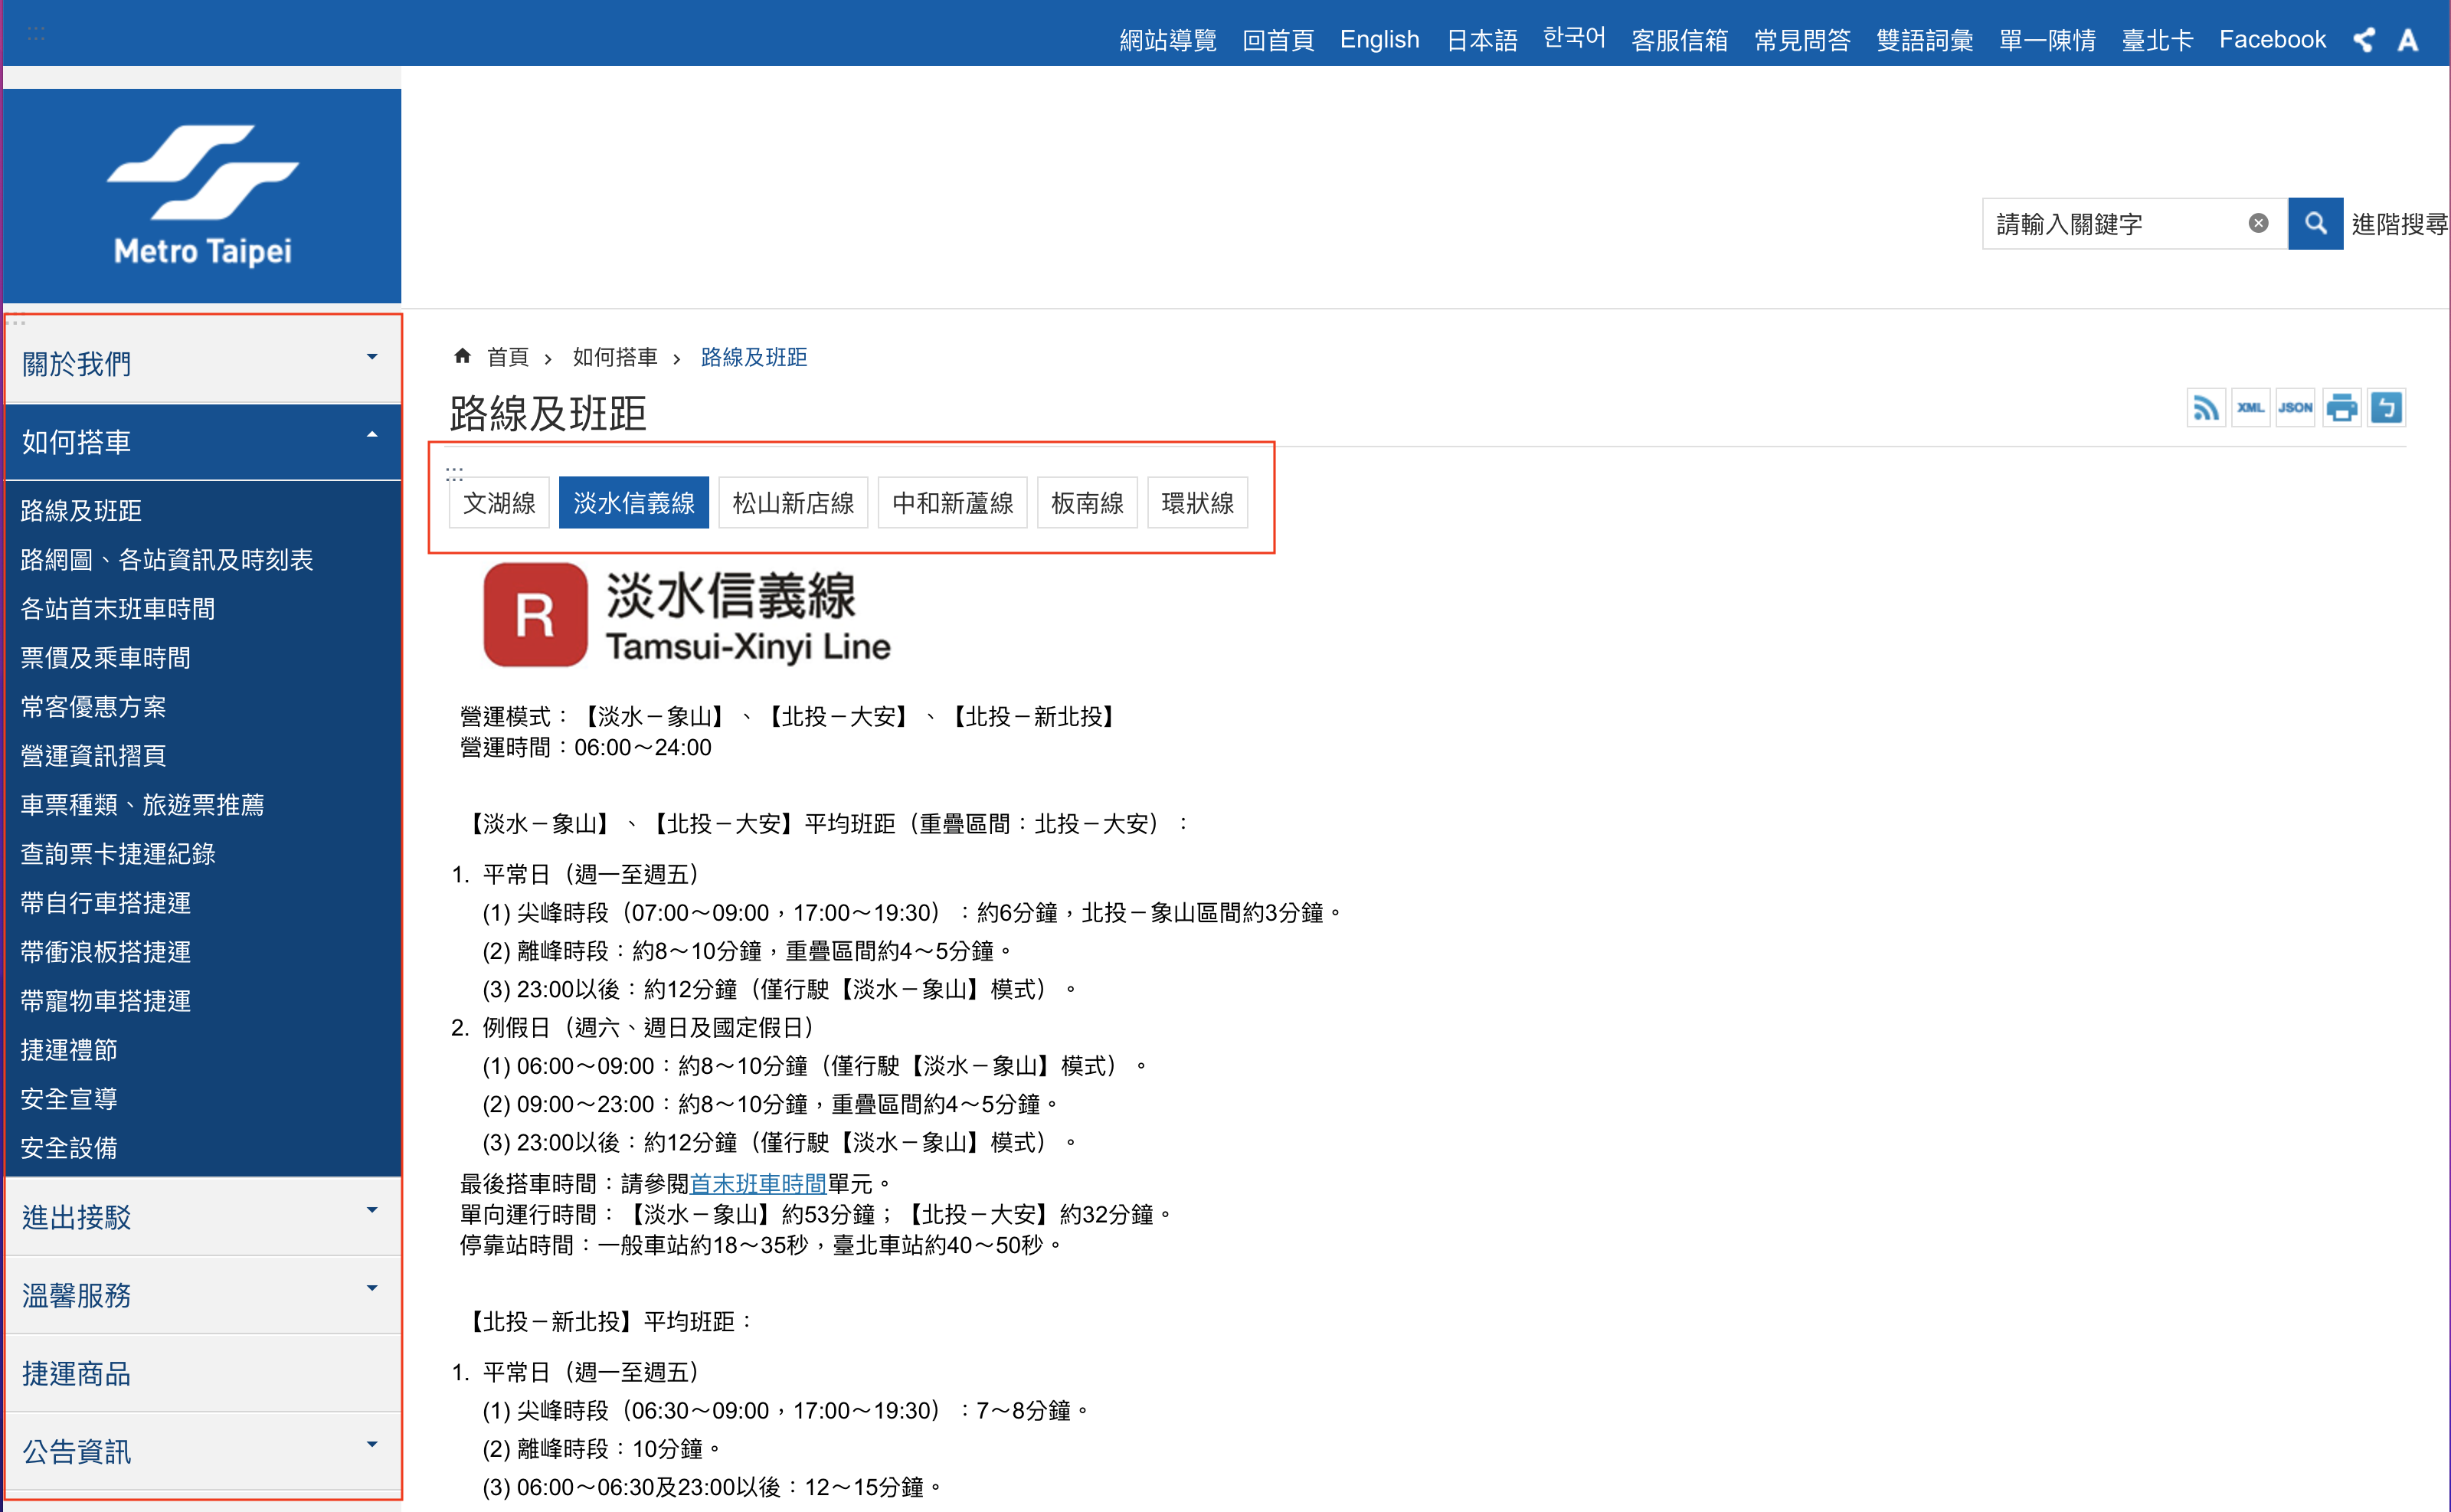 :::
網站導覽 回首頁 English 日本語 한국어 客服信箱 常見問答 雙語詞彙 單一陳情 臺北卡 Facebook A
Metro Taipei
請輸入關鍵字 進階搜尋
:::
關於我們
如何搭車
路線及班距
路網圖、各站資訊及時刻表
各站首末班車時間
票價及乘車時間
常客優惠方案
營運資訊摺頁
車票種類、旅遊票推薦
查詢票卡捷運紀錄
帶自行車搭捷運
帶衝浪板搭捷運
帶寵物車搭捷運
捷運禮節
安全宣導
安全設備
進出接駁
溫馨服務
捷運商品
公告資訊
首頁 › 如何搭車 › 路線及班距
路線及班距
XML JSON ㄅ
:::
文湖線 淡水信義線 松山新店線 中和新蘆線 板南線 環狀線
R 淡水信義線
Tamsui-Xinyi Line
營運模式：【淡水－象山】、【北投－大安】、【北投－新北投】
營運時間：06:00～24:00
【淡水－象山】、【北投－大安】平均班距（重疊區間：北投－大安）：
1. 平常日（週一至週五）
(1) 尖峰時段（07:00～09:00，17:00～19:30）：約6分鐘，北投－象山區間約3分鐘。
(2) 離峰時段：約8～10分鐘，重疊區間約4～5分鐘。
(3) 23:00以後：約12分鐘（僅行駛【淡水－象山】模式）。
2. 例假日（週六、週日及國定假日）
(1) 06:00～09:00：約8～10分鐘（僅行駛【淡水－象山】模式）。
(2) 09:00～23:00：約8～10分鐘，重疊區間約4～5分鐘。
(3) 23:00以後：約12分鐘（僅行駛【淡水－象山】模式）。
最後搭車時間：請參閱首末班車時間單元。
單向運行時間：【淡水－象山】約53分鐘；【北投－大安】約32分鐘。
停靠站時間：一般車站約18～35秒，臺北車站約40～50秒。
【北投－新北投】平均班距：
1. 平常日（週一至週五）
(1) 尖峰時段（06:30～09:00，17:00～19:30）：7～8分鐘。
(2) 離峰時段：10分鐘。
(3) 06:00～06:30及23:00以後：12～15分鐘。